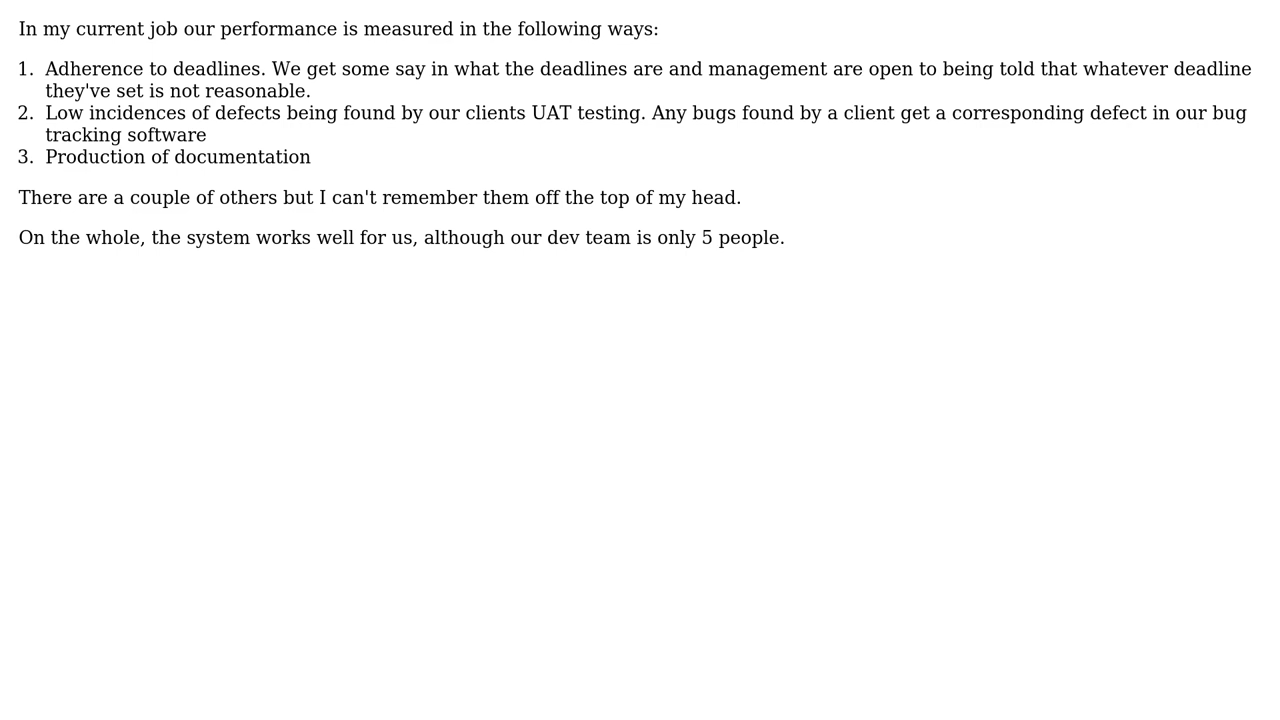 In my current job our performance is measured in the following ways:
1. Adherence to deadlines. We get some say in what the deadlines are and management are open to being told that whatever deadline
they've set is not reasonable.
2. Low incidences of defects being found by our clients UAT testing. Any bugs found by a client get a corresponding defect in our bug
tracking software
3. Production of documentation
There are a couple of others but I can't remember them off the top of my head.
On the whole, the system works well for us, although our dev team is only 5 people.